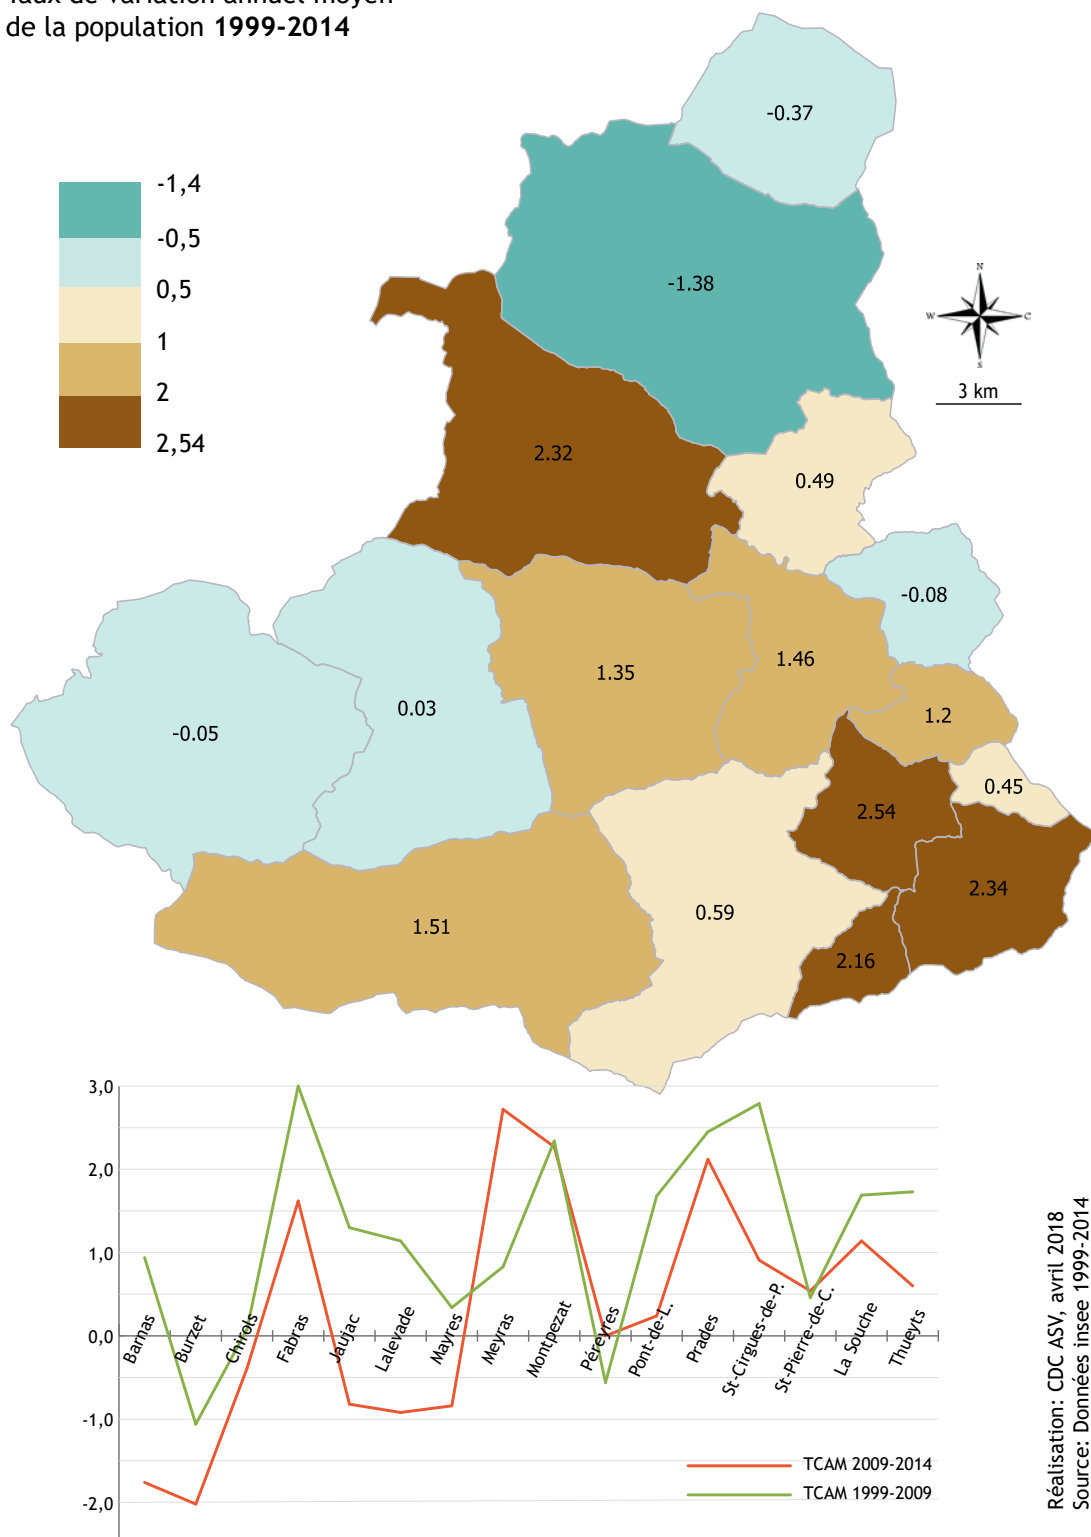 Taux de variation annuel moyen
de la population 1999-2014
-1,4
-0,5
0,5
1
2
2,54
N
W
C
S
3 km
-0.37
-1.38
2.32
0.49
-0.08
1.35
1.46
0.03
-0.05
1.2
0.45
2.54
2.34
0.59
1.51
2.16
3,0
2,0
1,0
0,0
-1,0
-2,0
Barnas
Burzet
Chirols
Fabras
Jaujac
Lalevade
Mayres
Meyras
Montpezat
Péreyres
Pont-de-L.
Prades
St-Cirgues-de-P.
St-Pierre-de-C.
La Souche
Thueyts
TCAM 2009-2014
TCAM 1999-2009
Réalisation: CDC ASV, avril 2018
Source: Données insee 1999-2014